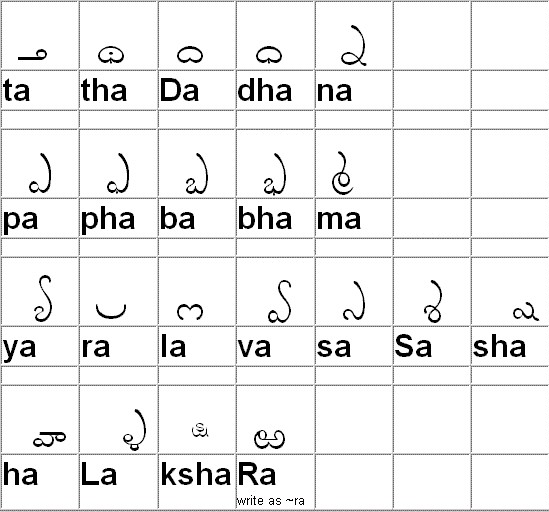 ్త ్థ ్ద ్ధ ్న
ta tha Da dha na
్ప ్ఫ ్బ ్భ ్మ
pa pha ba bha ma
్య ్ర ్ల ్వ ్స ్శ ్ష
ya ra la va sa Sa sha
్హ ్ళ ్క్ష ్ఱ
ha La ksha Ra
write as ~ra